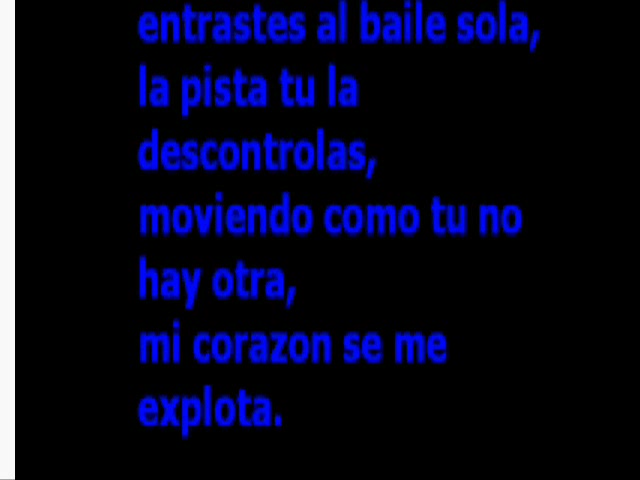 entrastes al baile sola,
la pista tu la
descontrolas,
moviendo como tu no
hay otra,
mi corazon se me
explota.